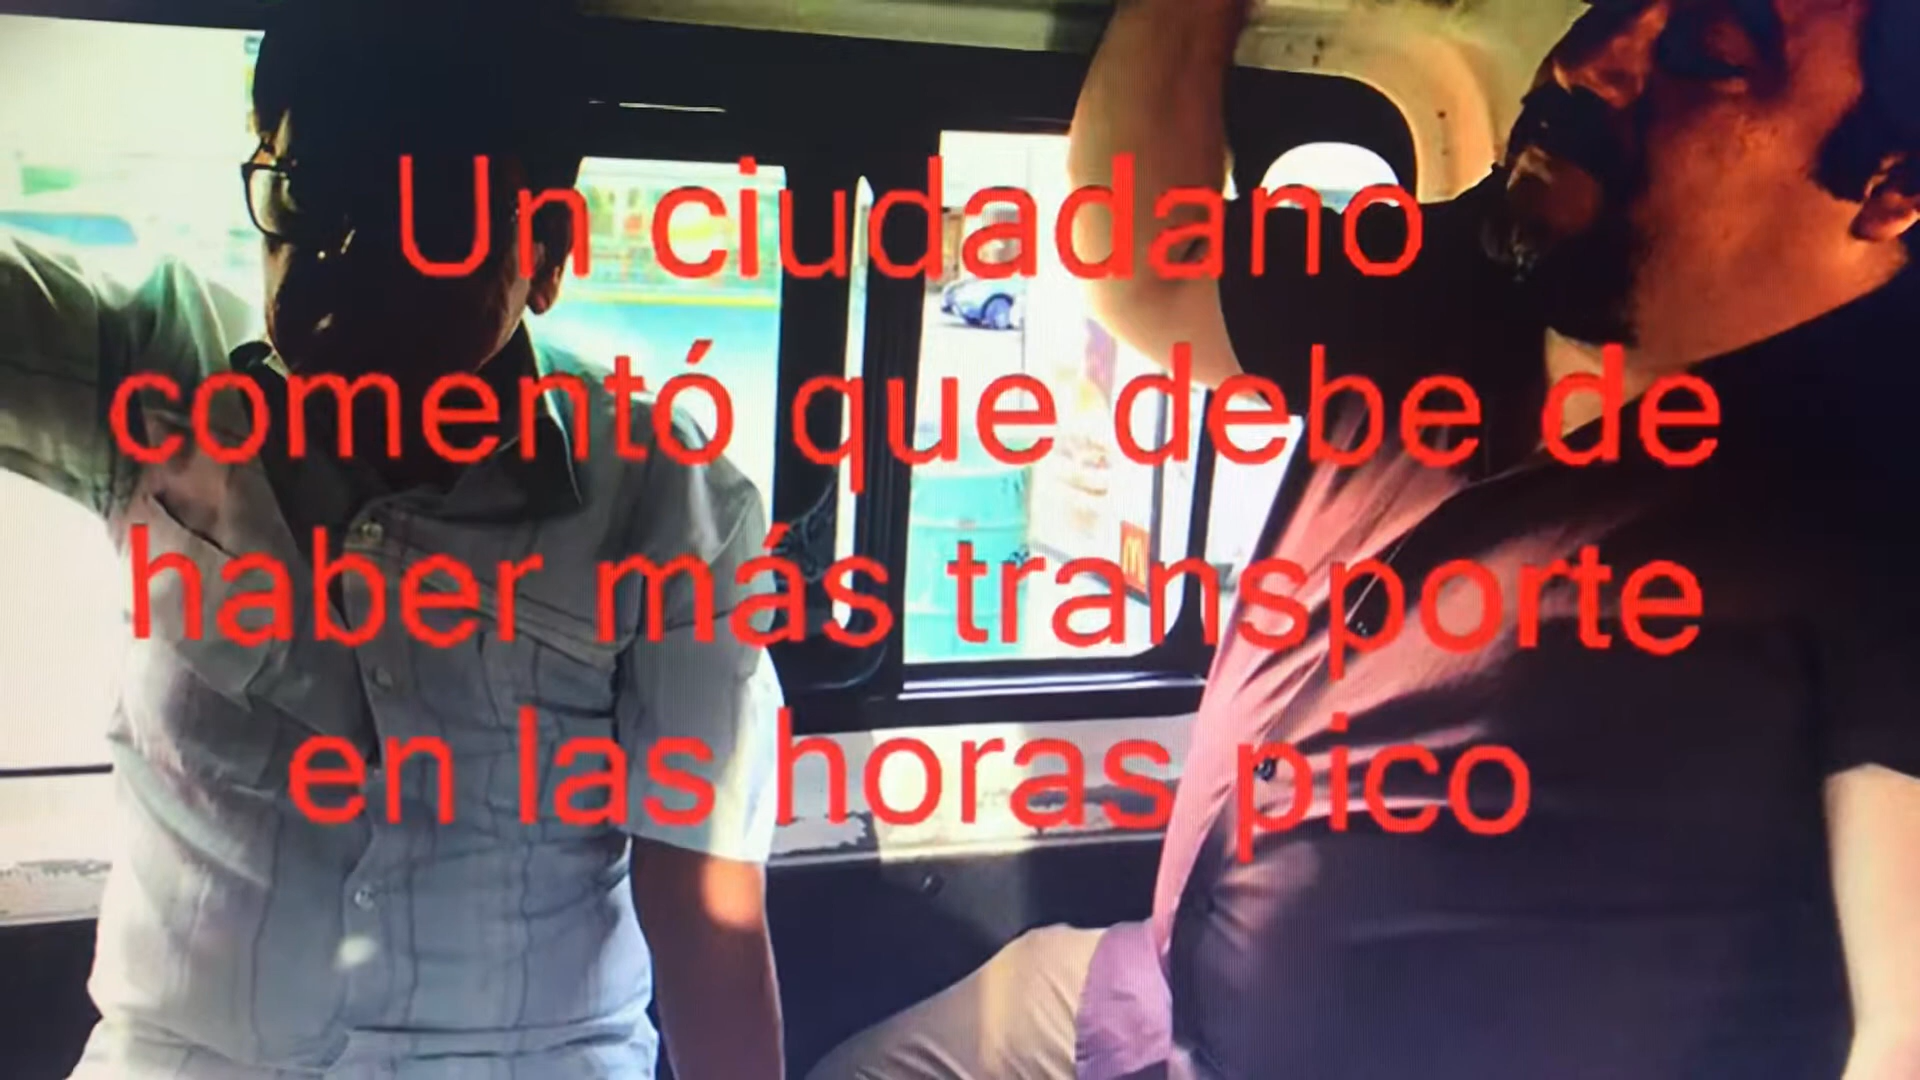 Un ciudadano
comentó que debe de
haber más transporte
en las horas pico